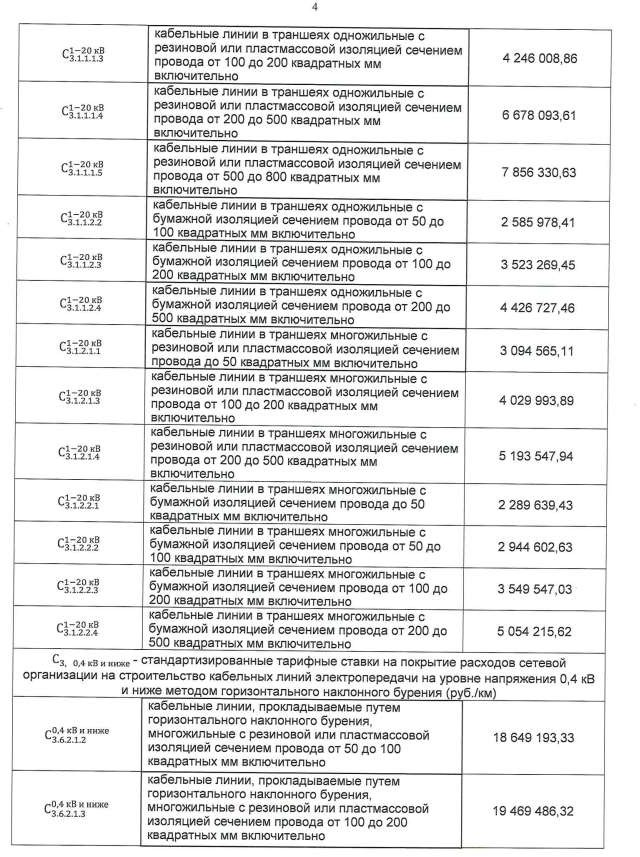 4
С 1−20 кВ 3.1.1.1.3
кабельные линии в траншеях одножильные с
резиновой или пластмассовой изоляцией сечением
провода от 100 до 200 квадратных мм
включительно
4 246 008,86
С 1−20 кВ 3.1.1.1.4
кабельные линии в траншеях одножильные с
резиновой или пластмассовой изоляцией сечением
провода от 200 до 500 квадратных мм
включительно
6 678 093,61
С 1−20 кВ 3.1.1.1.5
кабельные линии в траншеях одножильные с
резиновой или пластмассовой изоляцией сечением
провода от 500 до 800 квадратных мм
включительно
7 856 330,63
С 1−20 кВ 3.1.1.2.2
кабельные линии в траншеях одножильные с
бумажной изоляцией сечением провода от 50 до
100 квадратных мм включительно
2 585 978,41
С 1−20 кВ 3.1.1.2.3
кабельные линии в траншеях одножильные с
бумажной изоляцией сечением провода от 100 до
200 квадратных мм включительно
3 523 269,45
С 1−20 кВ 3.1.1.2.4
кабельные линии в траншеях одножильные с
бумажной изоляцией сечением провода от 200 до
500 квадратных мм включительно
4 426 727,46
С 1−20 кВ 3.1.2.1.1
кабельные линии в траншеях многожильные с
резиновой или пластмассовой изоляцией сечением
провода до 50 квадратных мм включительно
3 094 565,11
С 1−20 кВ 3.1.2.1.3
кабельные линии в траншеях многожильные с
резиновой или пластмассовой изоляцией сечением
провода от 100 до 200 квадратных мм
включительно
4 029 993,89
С 1−20 кВ 3.1.2.1.4
кабельные линии в траншеях многожильные с
резиновой или пластмассовой изоляцией сечением
провода от 200 до 500 квадратных мм
включительно
5 193 547,94
С 1−20 кВ 3.1.2.2.1
кабельные линии в траншеях многожильные с
бумажной изоляцией сечением провода до 50
квадратных мм включительно
2 289 639,43
С 1−20 кВ 3.1.2.2.2
кабельные линии в траншеях многожильные с
бумажной изоляцией сечением провода от 50 до
100 квадратных мм включительно
2 944 602,63
С 1−20 кВ 3.1.2.2.3
кабельные линии в траншеях многожильные с
бумажной изоляцией сечением провода от 100 до
200 квадратных мм включительно
3 549 547,03
С 1−20 кВ 3.1.2.2.4
кабельные линии в траншеях многожильные с
бумажной изоляцией сечением провода от 200 до
500 квадратных мм включительно
5 054 215,62
С3, 0,4 кВ и ниже - стандартизированные тарифные ставки на покрытие расходов сетевой
организации на строительство кабельных линий электропередачи на уровне напряжения 0,4 кВ
и ниже методом горизонтального наклонного бурения (руб./км)
С 0,4 кВ и ниже 3.6.2.1.2
кабельные линии, прокладываемые путем
горизонтального наклонного бурения,
многожильные с резиновой или пластмассовой
изоляцией сечением провода от 50 до 100
квадратных мм включительно
18 649 193,33
С 0,4 кВ и ниже 3.6.2.1.3
кабельные линии, прокладываемые путем
горизонтального наклонного бурения,
многожильные с резиновой или пластмассовой
изоляцией сечением провода от 100 до 200
квадратных мм включительно
19 469 486,32